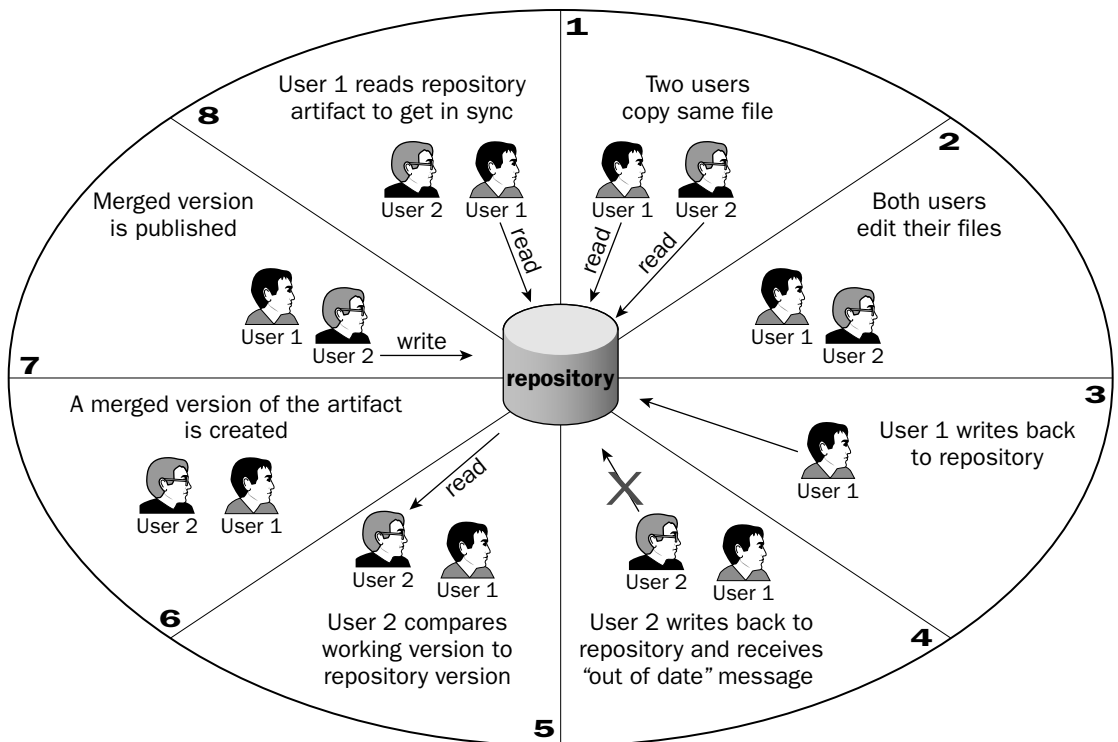 1
Two users
copy same file
User 1
User 2
read
read
2
Both users
edit their files
User 1
User 2
3
User 1 writes back
to repository
User 1
4
User 2
User 1
User 2 writes back to
repository and receives
“out of date” message
5
read
User 2
User 1
User 2 compares
working version to
repository version
6
A merged version of the artifact
is created
User 2
User 1
7
Merged version
is published
User 1
User 2
write
8
User 1 reads repository
artifact to get in sync
User 2
User 1
read
repository